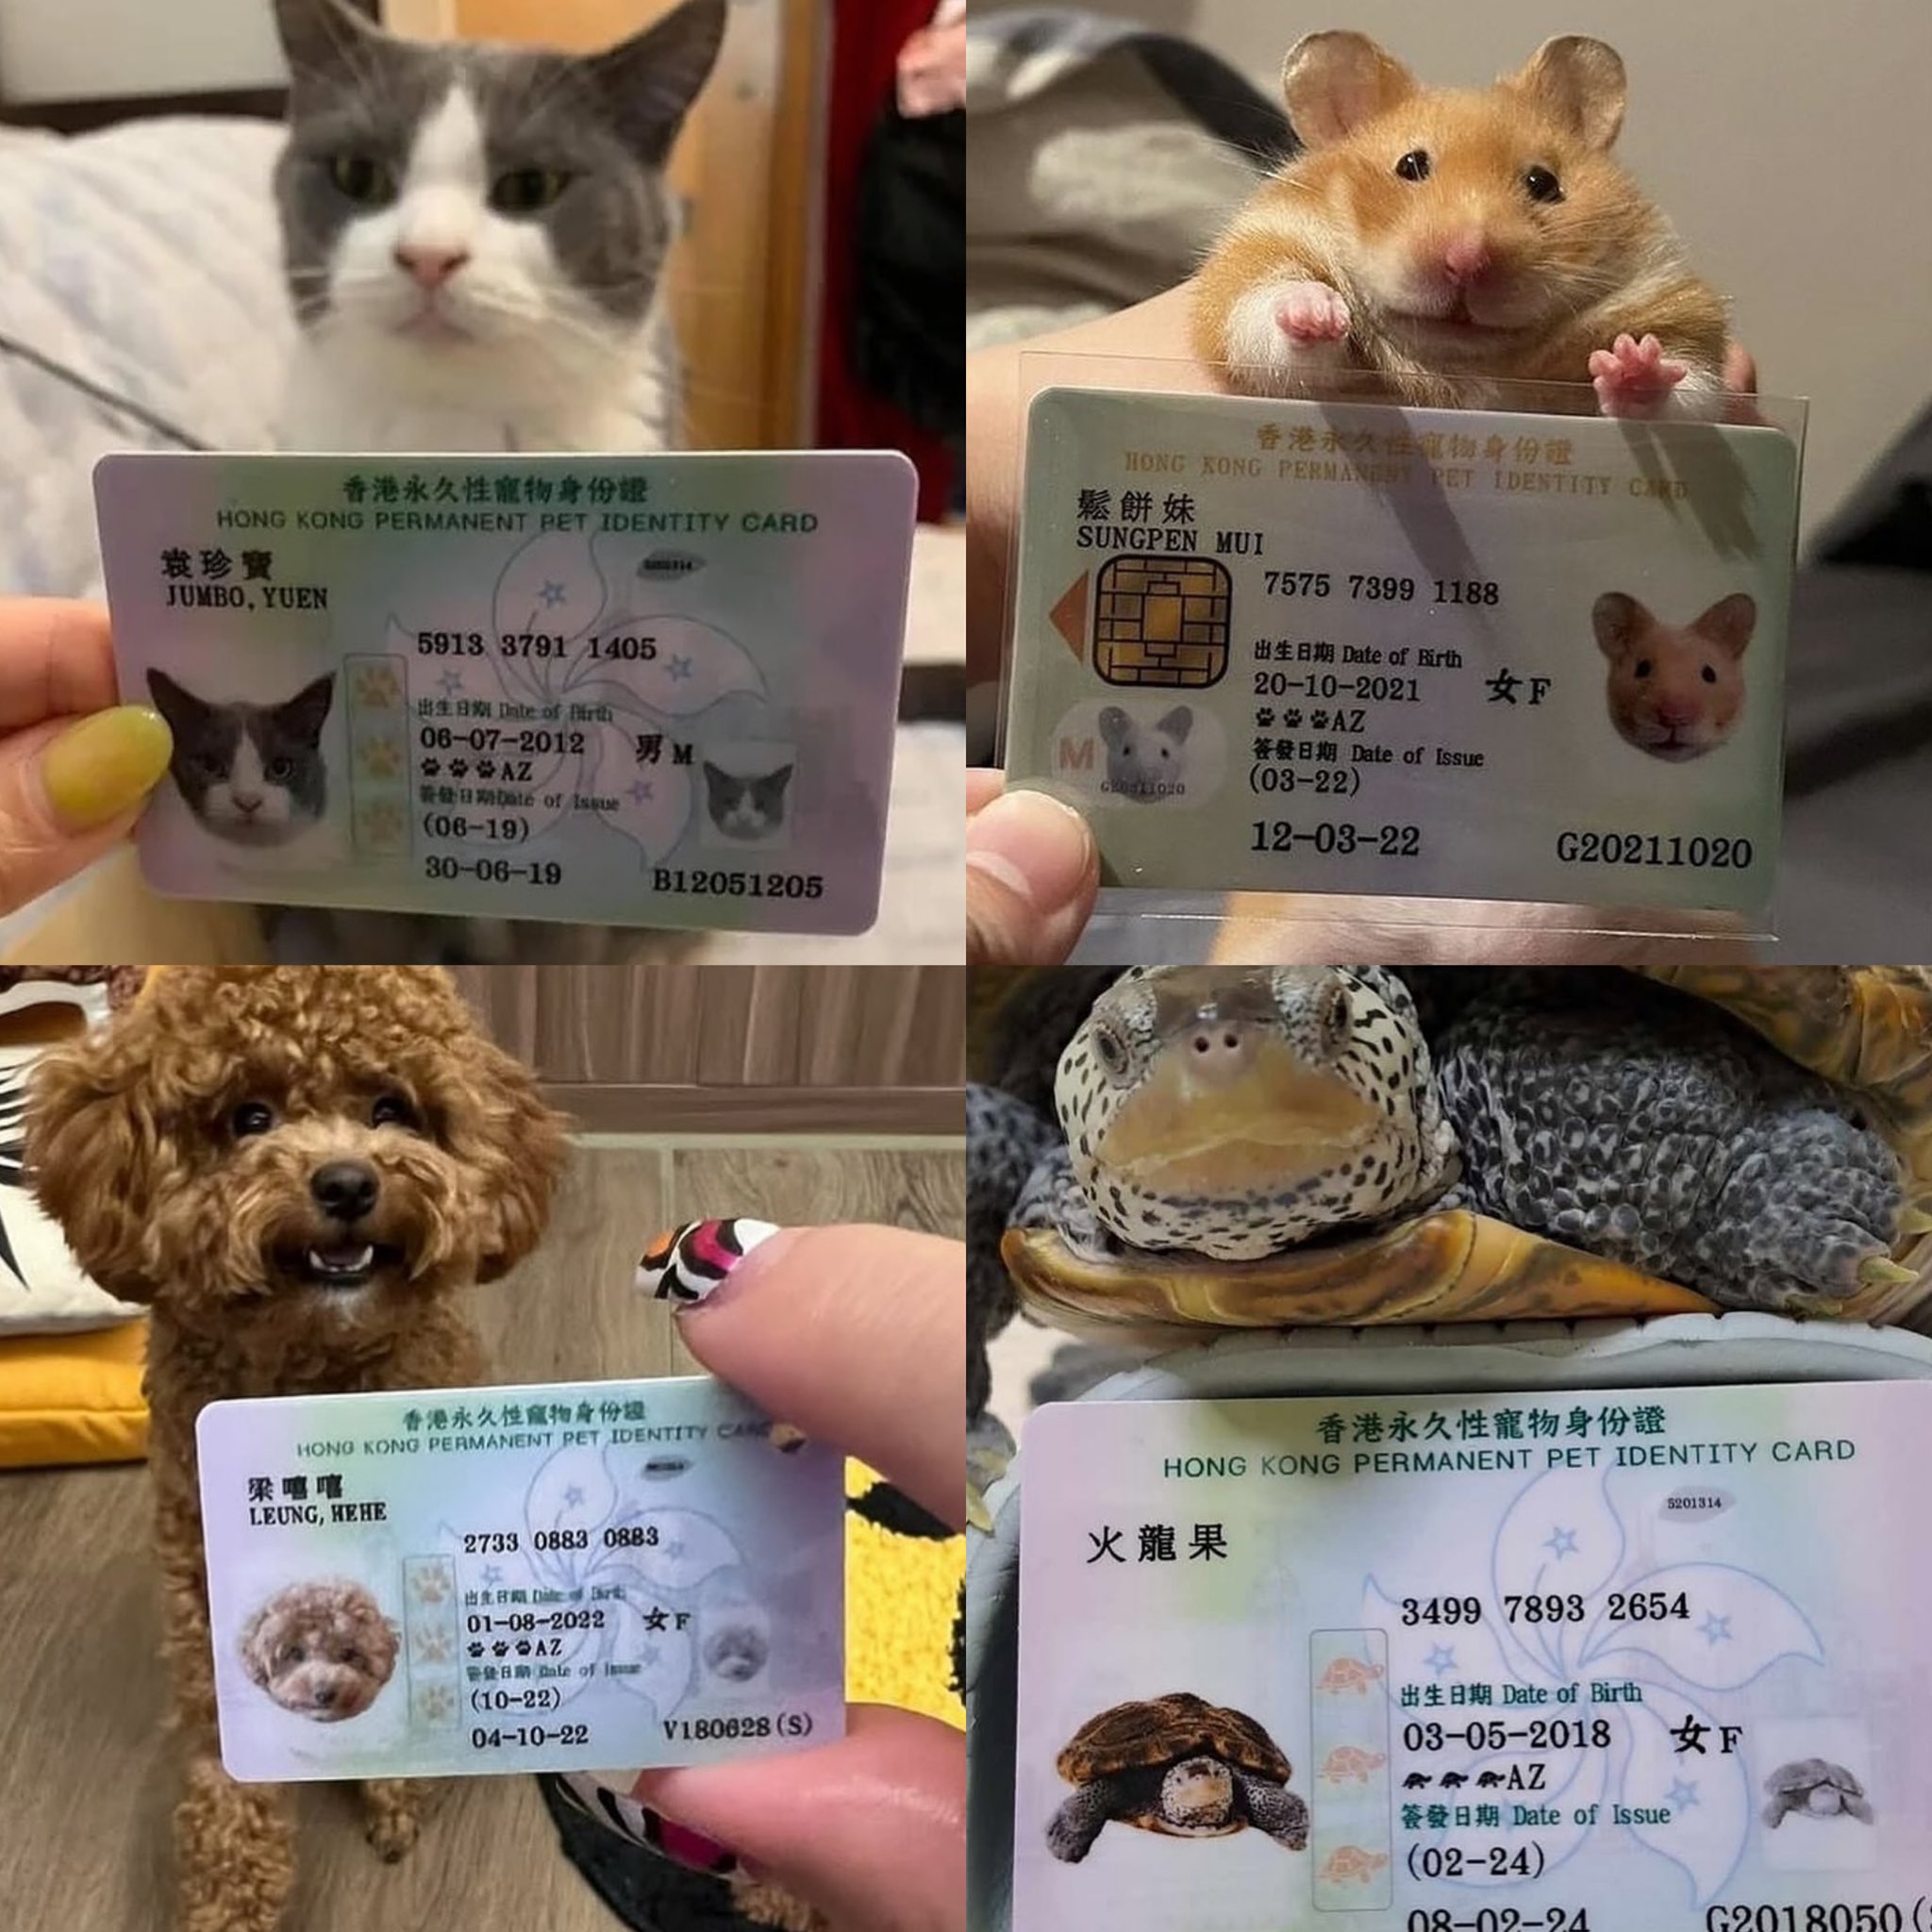 香港永久性寵物身份證
HONG KONG PERMANENT PET IDENTITY CARD
袁珍寶
JUMBO, YUEN
5201314
5913 3791 1405
出生日期 Date of Birth
06-07-2012 男 M
AZ
簽發日期 Date of Issue
(06-19)
30-06-19
B12051205
香港永久性寵物身份證
HONG KONG PERMANENT PET IDENTITY CARD
鬆餅妹
SUNGPEN MUI
7575 7399 1188
出生日期 Date of Birth
20-10-2021 女 F
AZ
簽發日期 Date of Issue
(03-22)
M
G20211020
12-03-22
G20211020
香港永久性寵物身份證
HONG KONG PERMANENT PET IDENTITY CARD
梁嘻嘻
LEUNG, HEHE
2733 0883 0883
出生日期 Date of Birth
01-08-2022 女 F
AZ
簽發日期 Date of Issue
(10-22)
04-10-22
V180628(S)
香港永久性寵物身份證
HONG KONG PERMANENT PET IDENTITY CARD
5201314
火龍果
3499 7893 2654
出生日期 Date of Birth
03-05-2018 女 F
AZ
簽發日期 Date of Issue
(02-24)
08-02-24
G2018050(